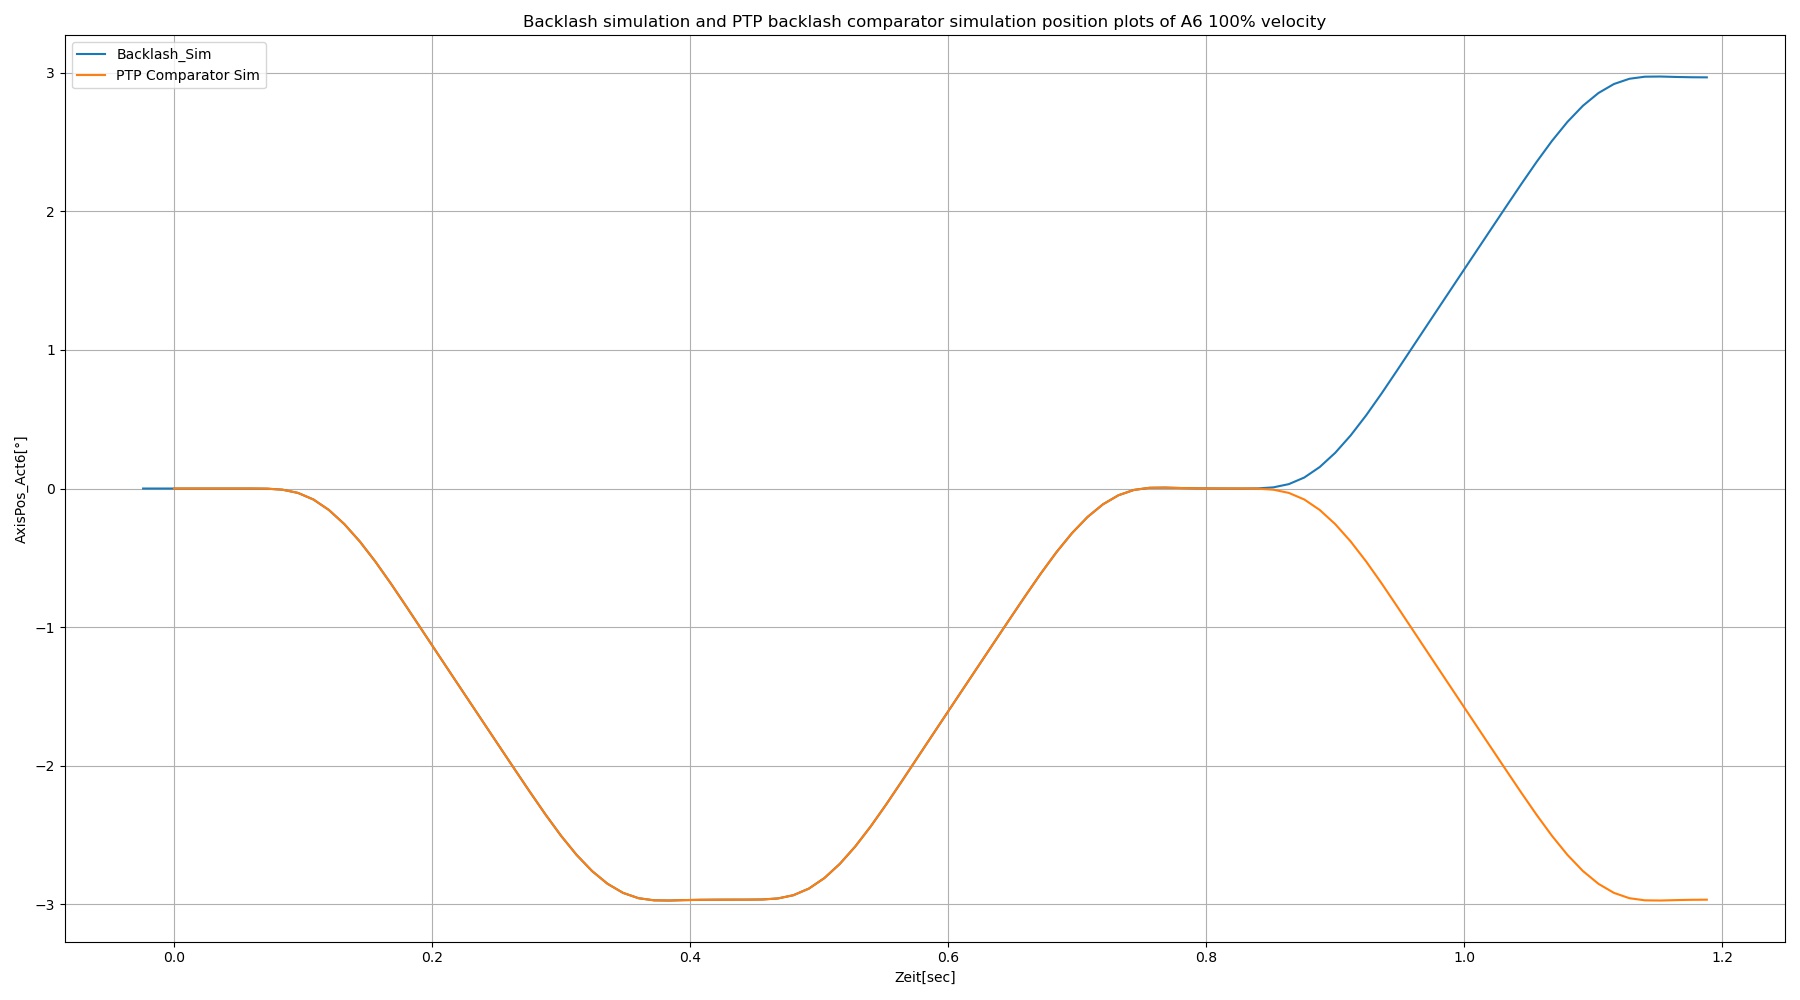 Backlash simulation and PTP backlash comparator simulation position plots of A6 100% velocity
Backlash_Sim
PTP Comparator Sim
3
2
1
0
−1
−2
−3
AxisPos_Act6[°]
0.0 0.2 0.4 0.6 0.8 1.0 1.2
Zeit[sec]